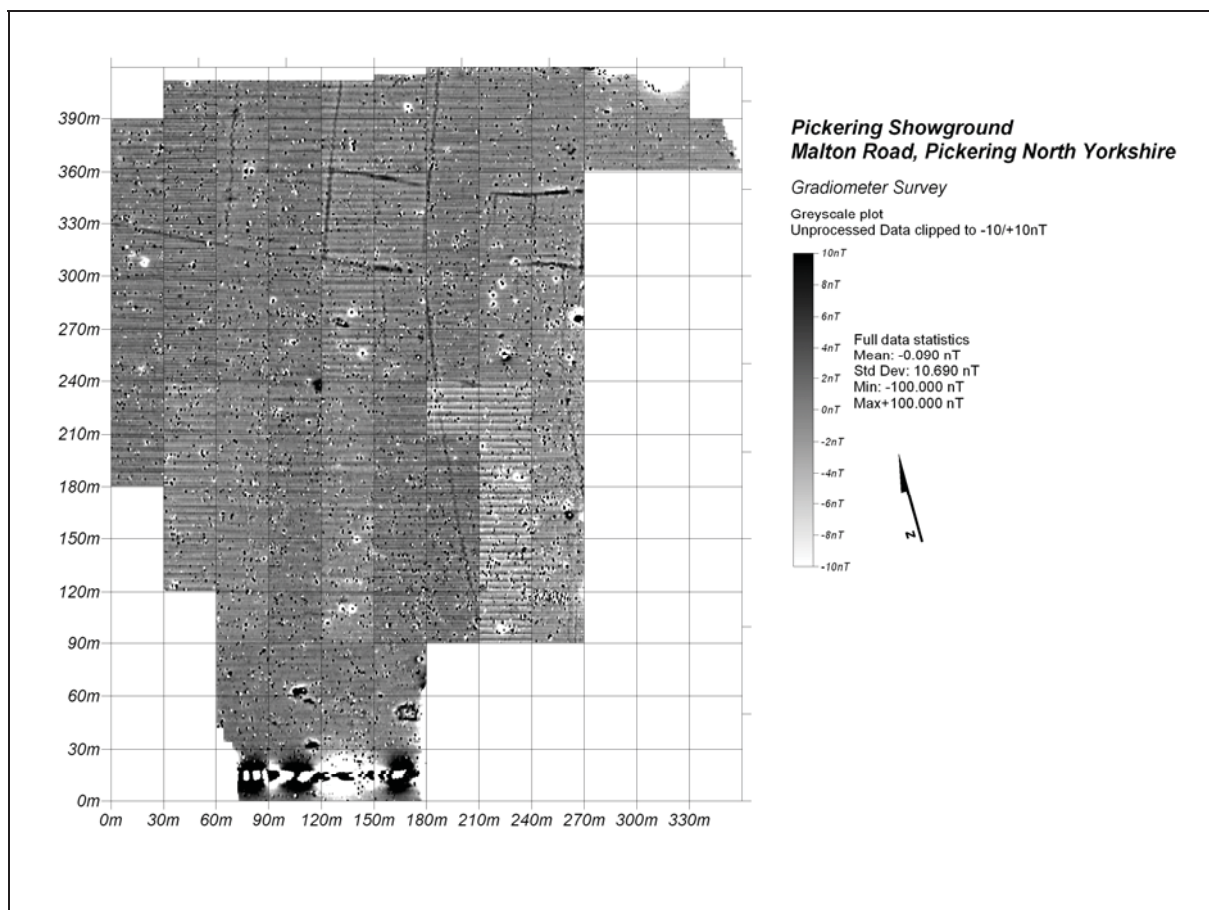 Pickering Showground
Malton Road, Pickering North Yorkshire
Gradiometer Survey
Greyscale plot
Unprocessed Data clipped to -10/+10nT
10nT
8nT
6nT
4nT
2nT
0nT
-2nT
-4nT
-6nT
-8nT
-10nT
Full data statistics
Mean: -0.090 nT
Std Dev: 10.690 nT
Min: -100.000 nT
Max+100.000 nT
N
390m
360m
330m
300m
270m
240m
210m
180m
150m
120m
90m
60m
30m
0m
0m 30m 60m 90m 120m 150m 180m 210m 240m 270m 300m 330m